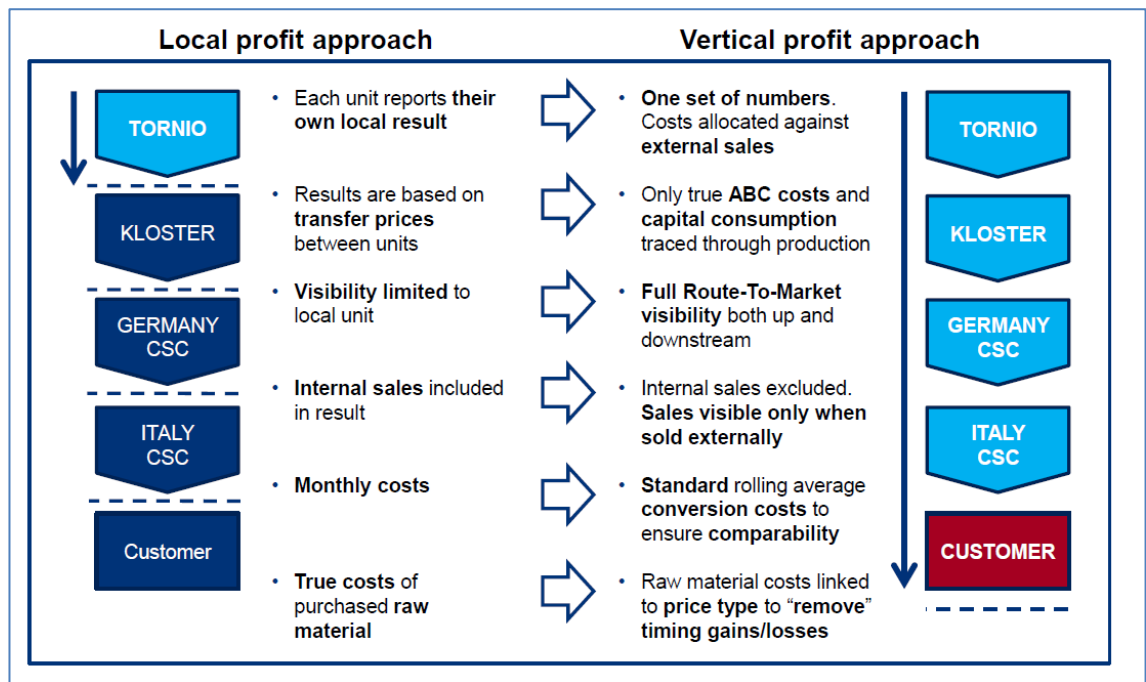 Local profit approach
Vertical profit approach
TORNIO
KLOSTER
GERMANY
CSC
ITALY
CSC
Customer
• Each unit reports their
own local result
• Results are based on
transfer prices
between units
• Visibility limited to
local unit
• Internal sales included
in result
• Monthly costs
• True costs of
purchased raw
material
• One set of numbers.
Costs allocated against
external sales
• Only true ABC costs and
capital consumption
traced through production
• Full Route-To-Market
visibility both up and
downstream
• Internal sales excluded.
Sales visible only when
sold externally
• Standard rolling average
conversion costs to
ensure comparability
• Raw material costs linked
to price type to “remove”
timing gains/losses
TORNIO
KLOSTER
GERMANY
CSC
ITALY
CSC
CUSTOMER